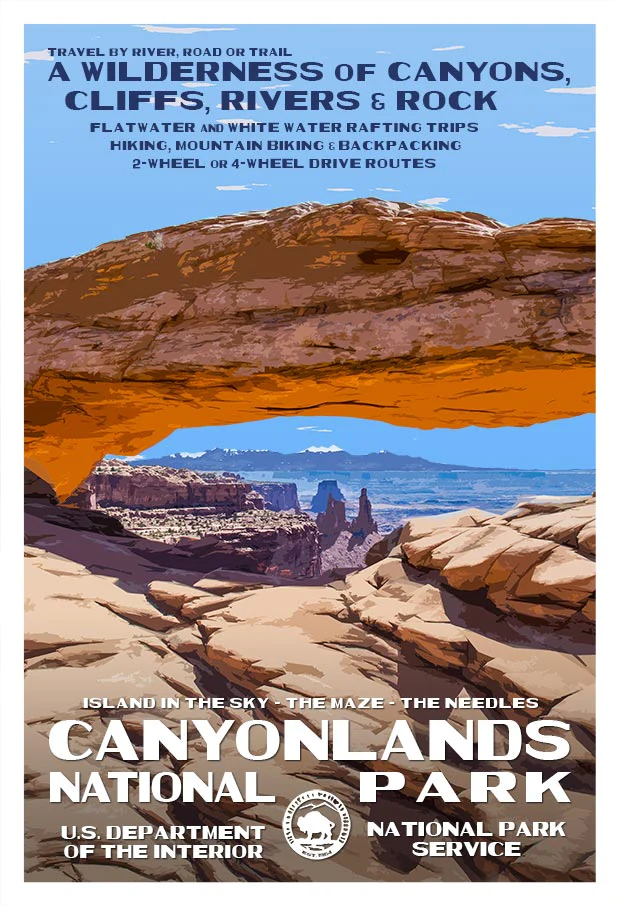 TRAVEL BY RIVER, ROAD OR TRAIL
A WILDERNESS OF CANYONS,
CLIFFS, RIVERS & ROCK
FLATWATER AND WHITE WATER RAFTING TRIPS
HIKING, MOUNTAIN BIKING & BACKPACKING
2-WHEEL OR 4-WHEEL DRIVE ROUTES
ISLAND IN THE SKY - THE MAZE - THE NEEDLES
CANYONLANDS
NATIONAL PARK
U.S. DEPARTMENT
OF THE INTERIOR
NATIONAL PARK
SERVICE